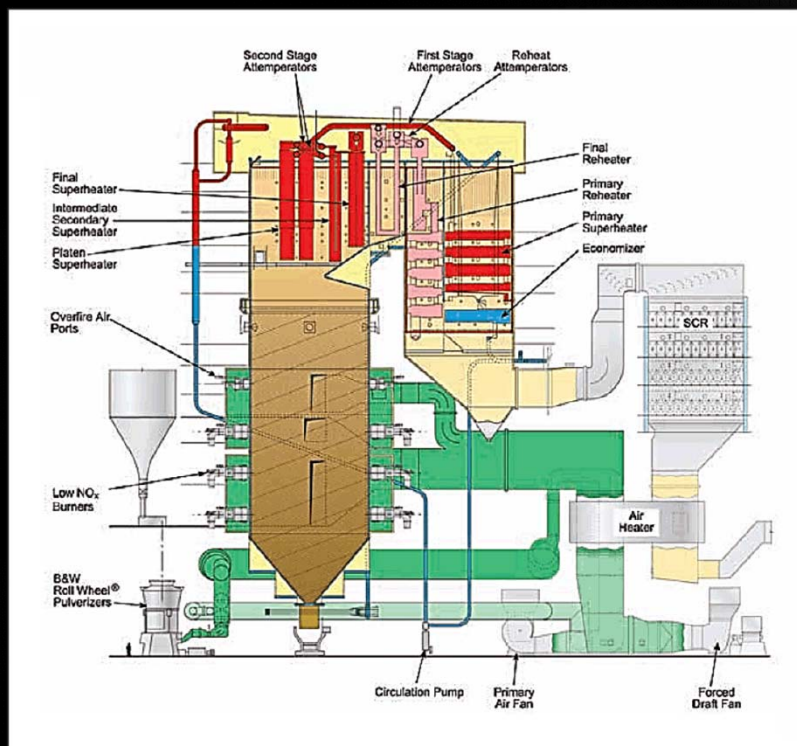 Second Stage
Attemperators
First Stage
Attemperators
Reheat
Attemperators
Final
Superheater
Intermediate
Secondary
Superheater
Platen
Superheater
Final
Reheater
Primary
Reheater
Primary
Superheater
Economizer
Overfire Air
Ports
SCR
Low NOₓ
Burners
Air
Heater
B&W
Roll Wheel®
Pulverizers
Circulation Pump
Primary
Air Fan
Forced
Draft Fan